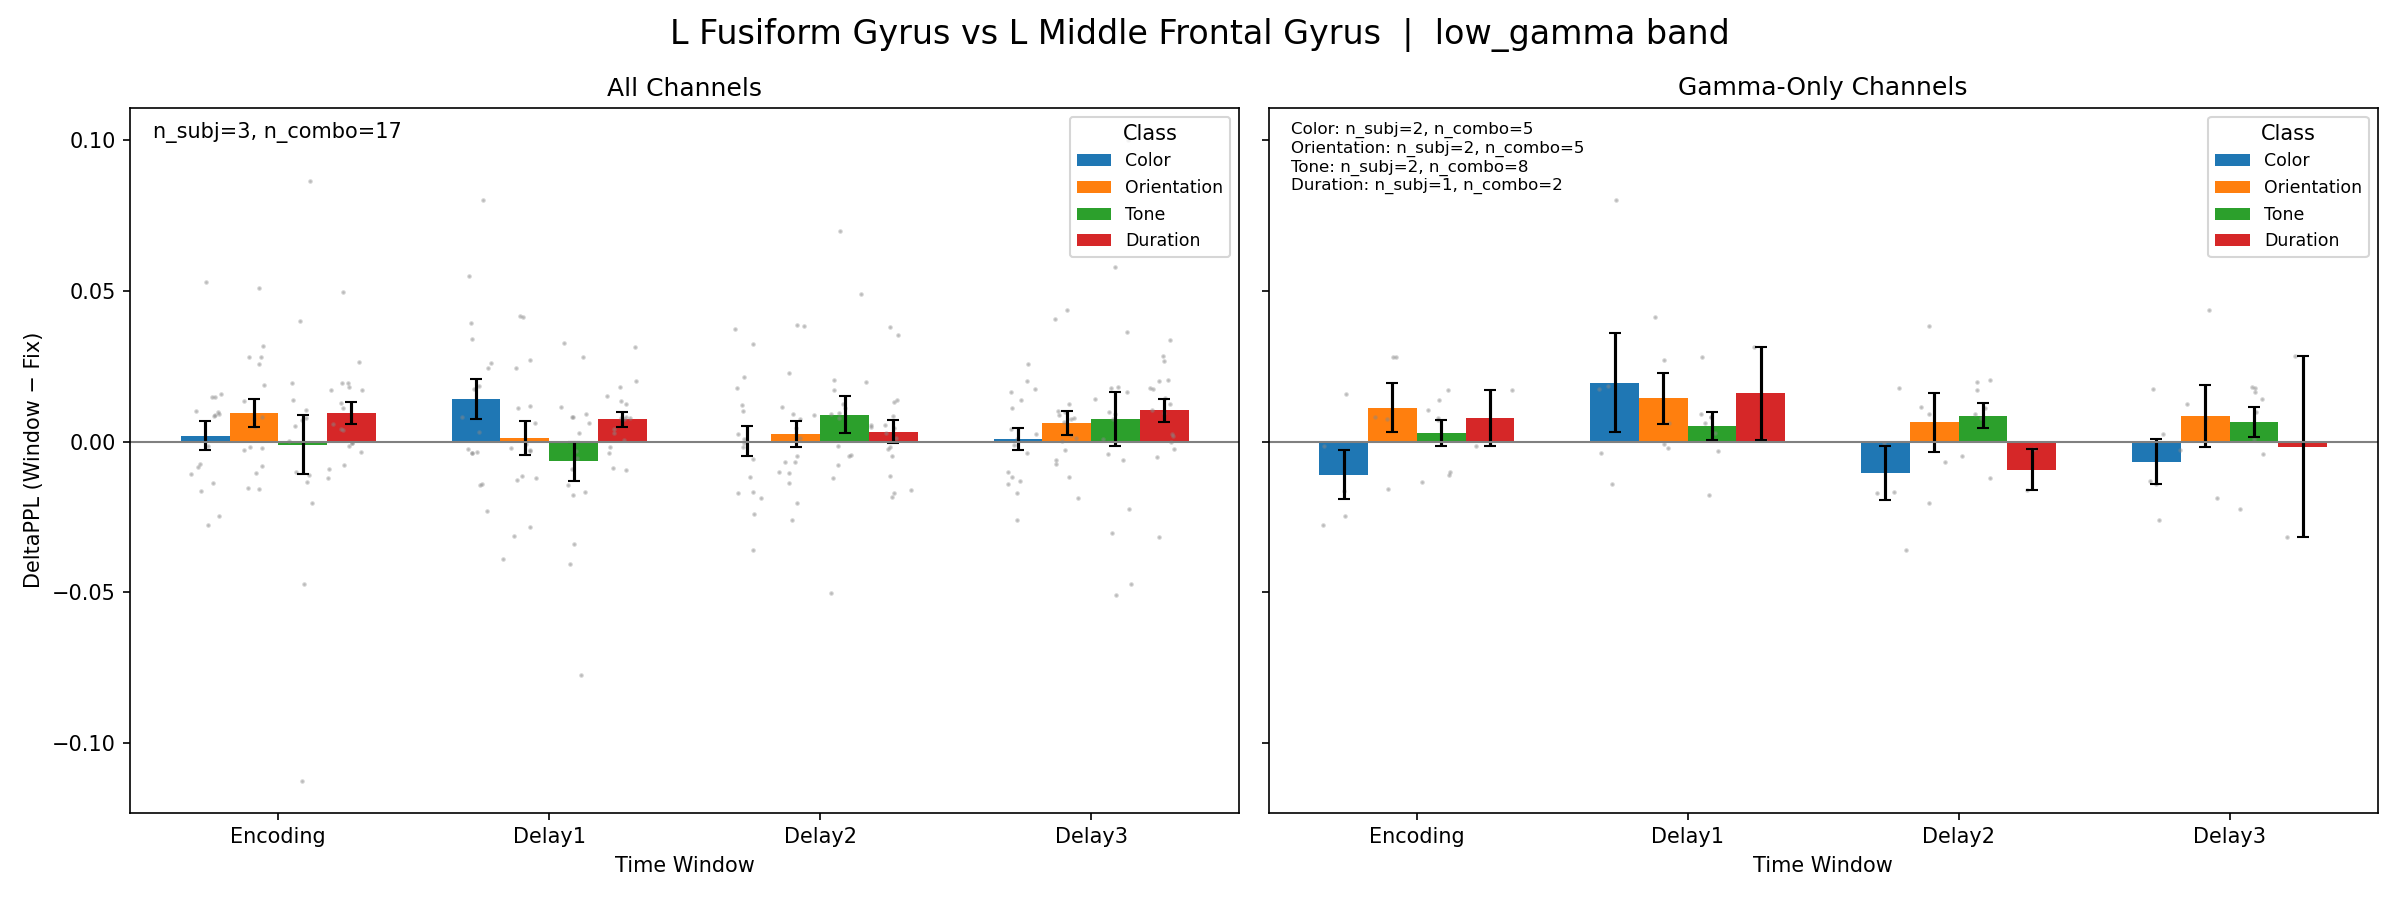 L Fusiform Gyrus vs L Middle Frontal Gyrus | low_gamma band
All Channels
n_subj=3, n_combo=17
Class
Color
Orientation
Tone
Duration
0.10
0.05
0.00
−0.05
−0.10
DeltaPPL (Window − Fix)
Encoding
Delay1
Delay2
Delay3
Time Window
Gamma-Only Channels
Color: n_subj=2, n_combo=5
Orientation: n_subj=2, n_combo=5
Tone: n_subj=2, n_combo=8
Duration: n_subj=1, n_combo=2
Class
Color
Orientation
Tone
Duration
Encoding
Delay1
Delay2
Delay3
Time Window